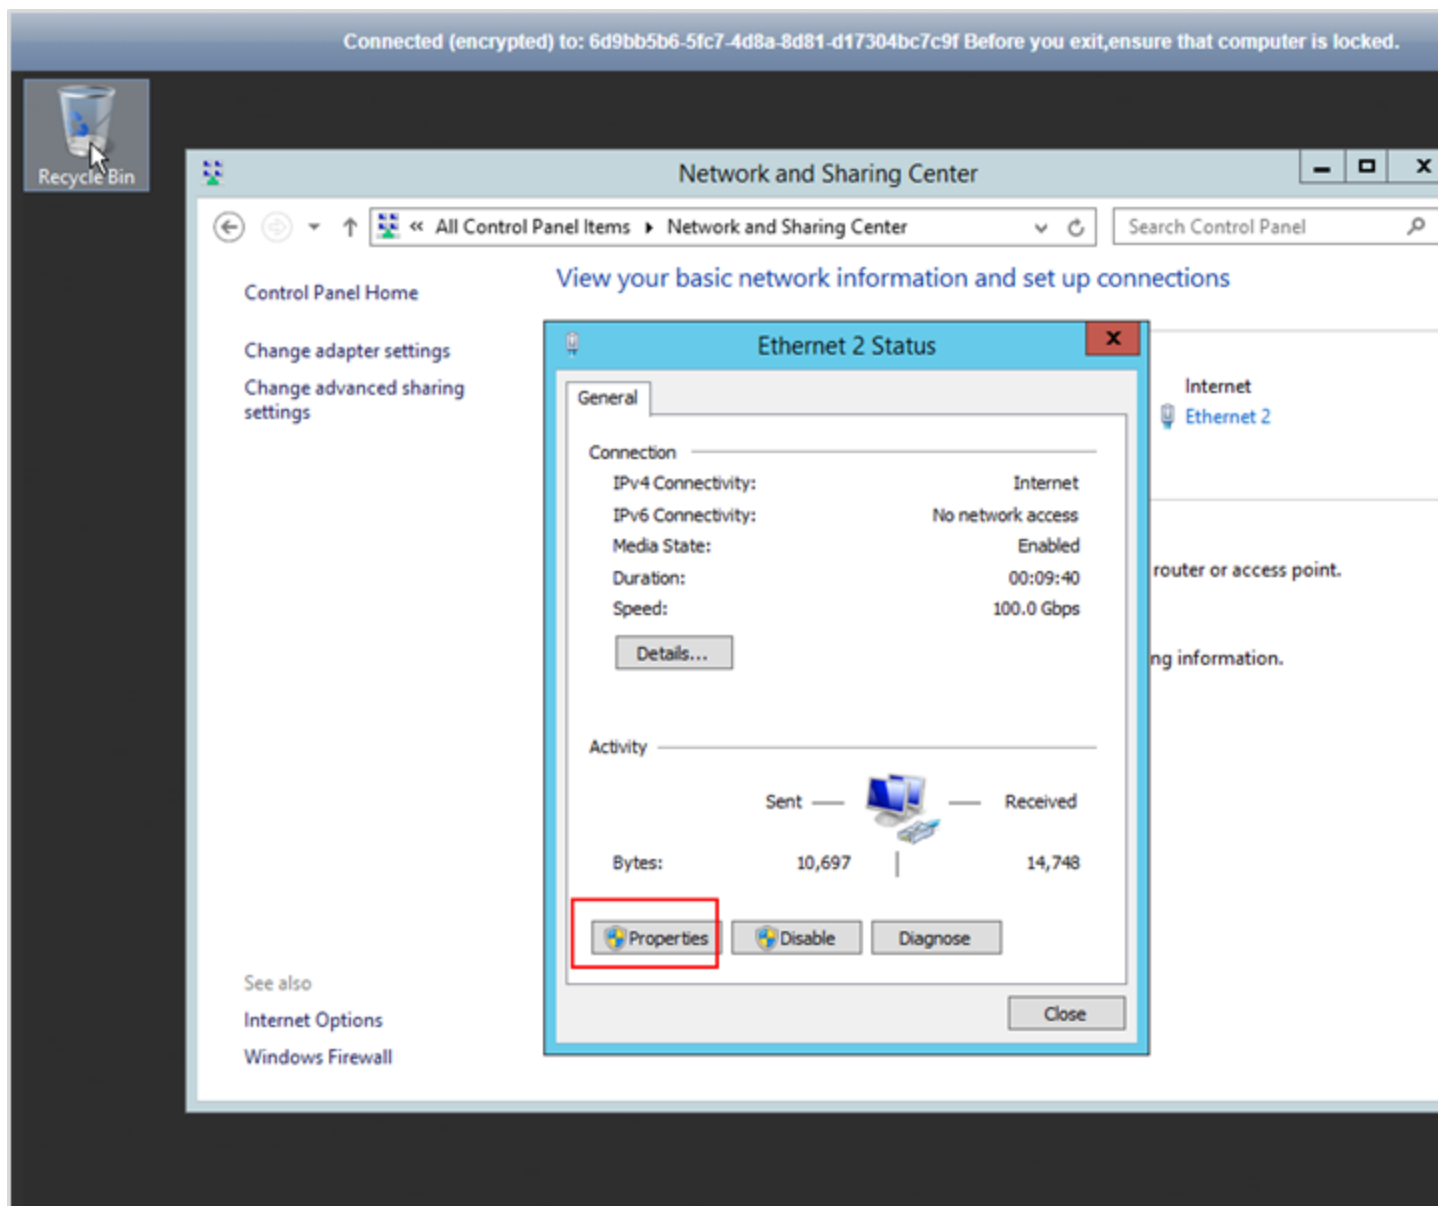 Connected (encrypted) to: 6d9bb5b6-5fc7-4d8a-8d81-d17304bc7c9f Before you exit,ensure that computer is locked.
Recycle Bin
Network and Sharing Center
« All Control Panel Items Network and Sharing Center
Search Control Panel
Control Panel Home
Change adapter settings
Change advanced sharing
settings
View your basic network information and set up connections
Ethernet 2 Status
General
Connection
IPv4 Connectivity: Internet
IPv6 Connectivity: No network access
Media State: Enabled
Duration: 00:09:40
Speed: 100.0 Gbps
Details...
Activity
Sent Received
Bytes: 10,697 14,748
Properties Disable Diagnose
Close
Internet
Ethernet 2
router or access point.
ng information.
See also
Internet Options
Windows Firewall